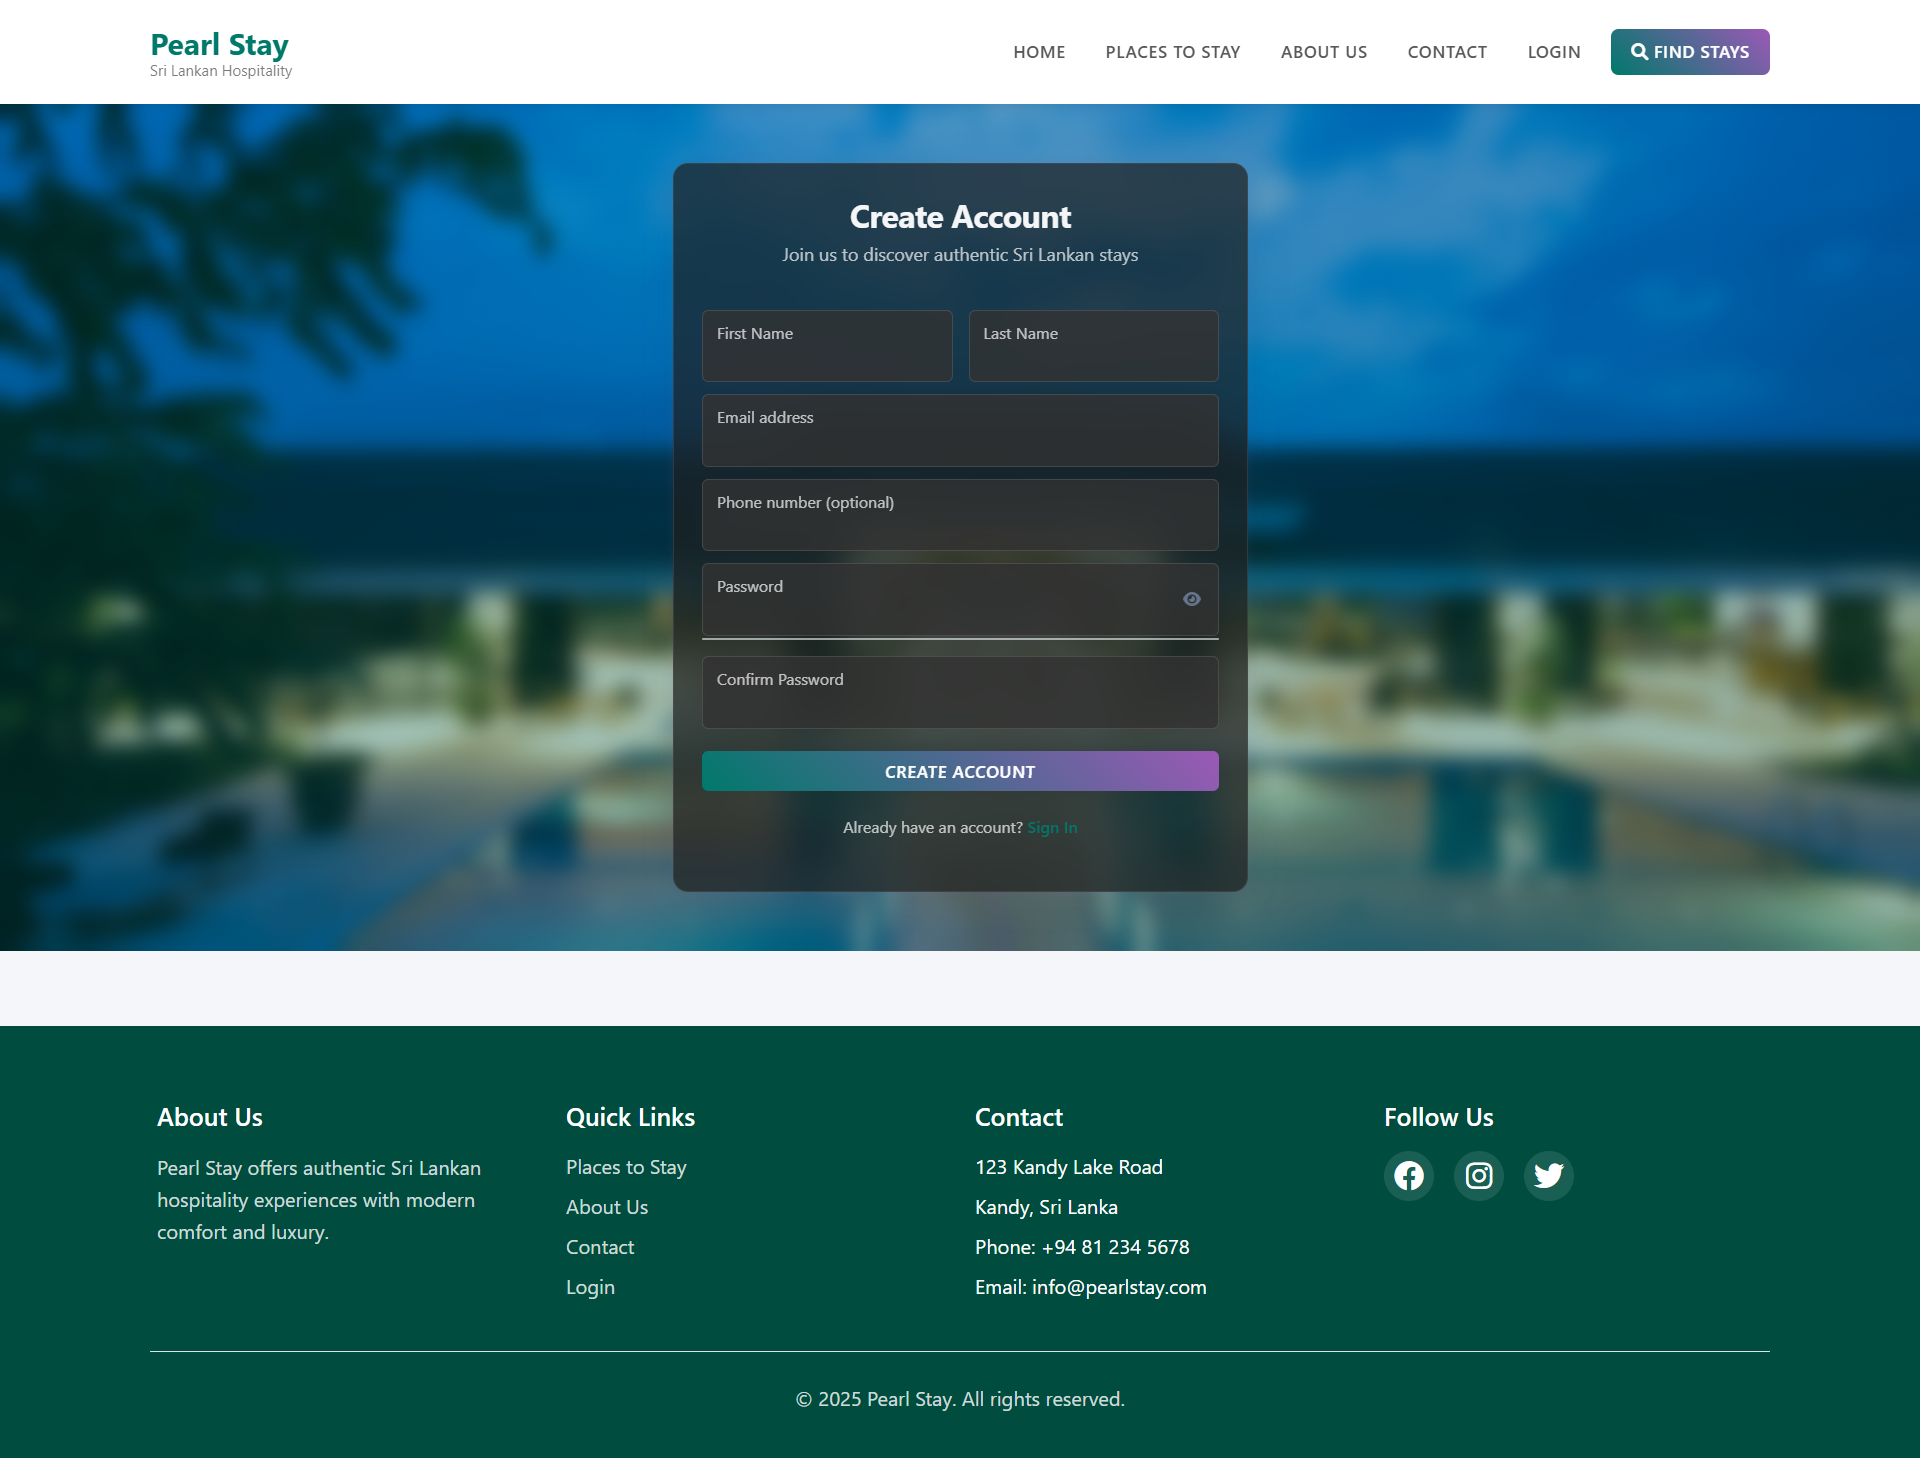 Pearl Stay
Sri Lankan Hospitality
HOME
PLACES TO STAY
ABOUT US
CONTACT
LOGIN
FIND STAYS
Create Account
Join us to discover authentic Sri Lankan stays
First Name
Last Name
Email address
Phone number (optional)
Password
Confirm Password
CREATE ACCOUNT
Already have an account? Sign In
About Us
Pearl Stay offers authentic Sri Lankan
hospitality experiences with modern
comfort and luxury.
Quick Links
Places to Stay
About Us
Contact
Login
Contact
123 Kandy Lake Road
Kandy, Sri Lanka
Phone: +94 81 234 5678
Email: info@pearlstay.com
Follow Us
© 2025 Pearl Stay. All rights reserved.